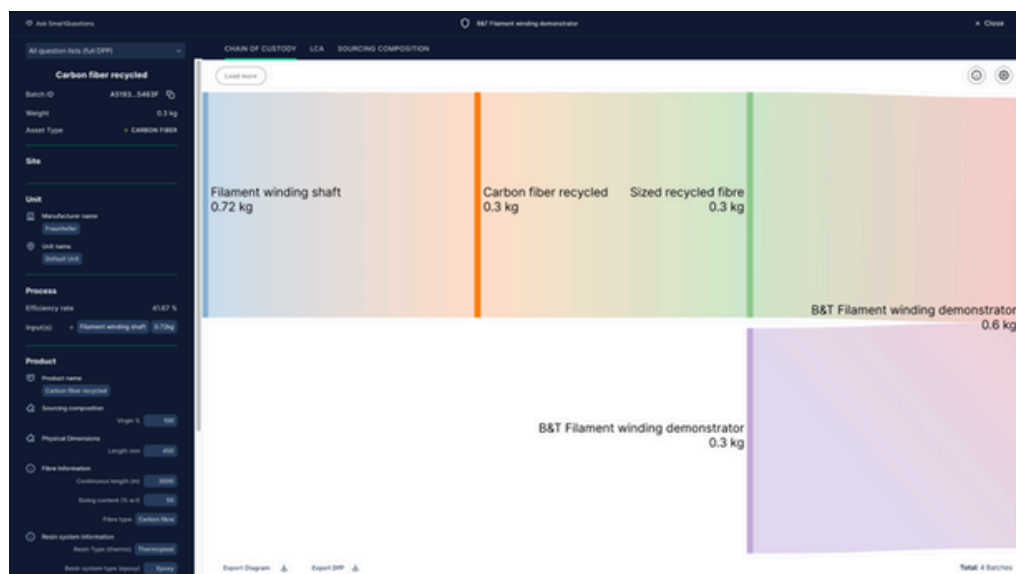 Ask SmartQuestions
B&T Filament winding demonstrator
× Close
All question lists (full DPP)
CHAIN OF CUSTODY
LCA
SOURCING COMPOSITION
Load more
Carbon fiber recycled
Batch ID A5193...5463F
Weight 0.3 kg
Asset Type CARBON FIBER
Site
Unit
Manufacturer name
Fraunhofer
Unit name
Default Unit
Process
Efficiency rate 41.67 %
Input(s) Filament winding shaft 0.72kg
Product
Product name
Carbon fiber recycled
Sourcing composition
Virgin % 100
Physical Dimensions
Length mm 450
Fibre Information
Continuous length (m) 3000
Sizing content (% w.t) 50
Fibre type Carbon fibre
Resin system information
Resin Type (thermo) Thermoplast
Resin system type (epoxy) Epoxy
Filament winding shaft
0.72 kg
Carbon fiber recycled
0.3 kg
Sized recycled fibre
0.3 kg
B&T Filament winding demonstrator
0.6 kg
B&T Filament winding demonstrator
0.3 kg
Export Diagram
Export DPP
Total: 4 Batches